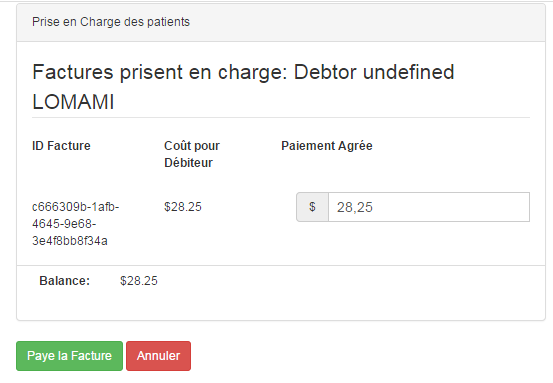 Prise en Charge des patients
Factures prisent en charge: Debtor undefined
LOMAMI
ID Facture
Coût pour
Débiteur
Paiement Agrée
c666309b-1afb-
4645-9e68-
3e4f8bb8f34a
$28.25
$
28,25
Balance:
$28.25
Paye la Facture
Annuler